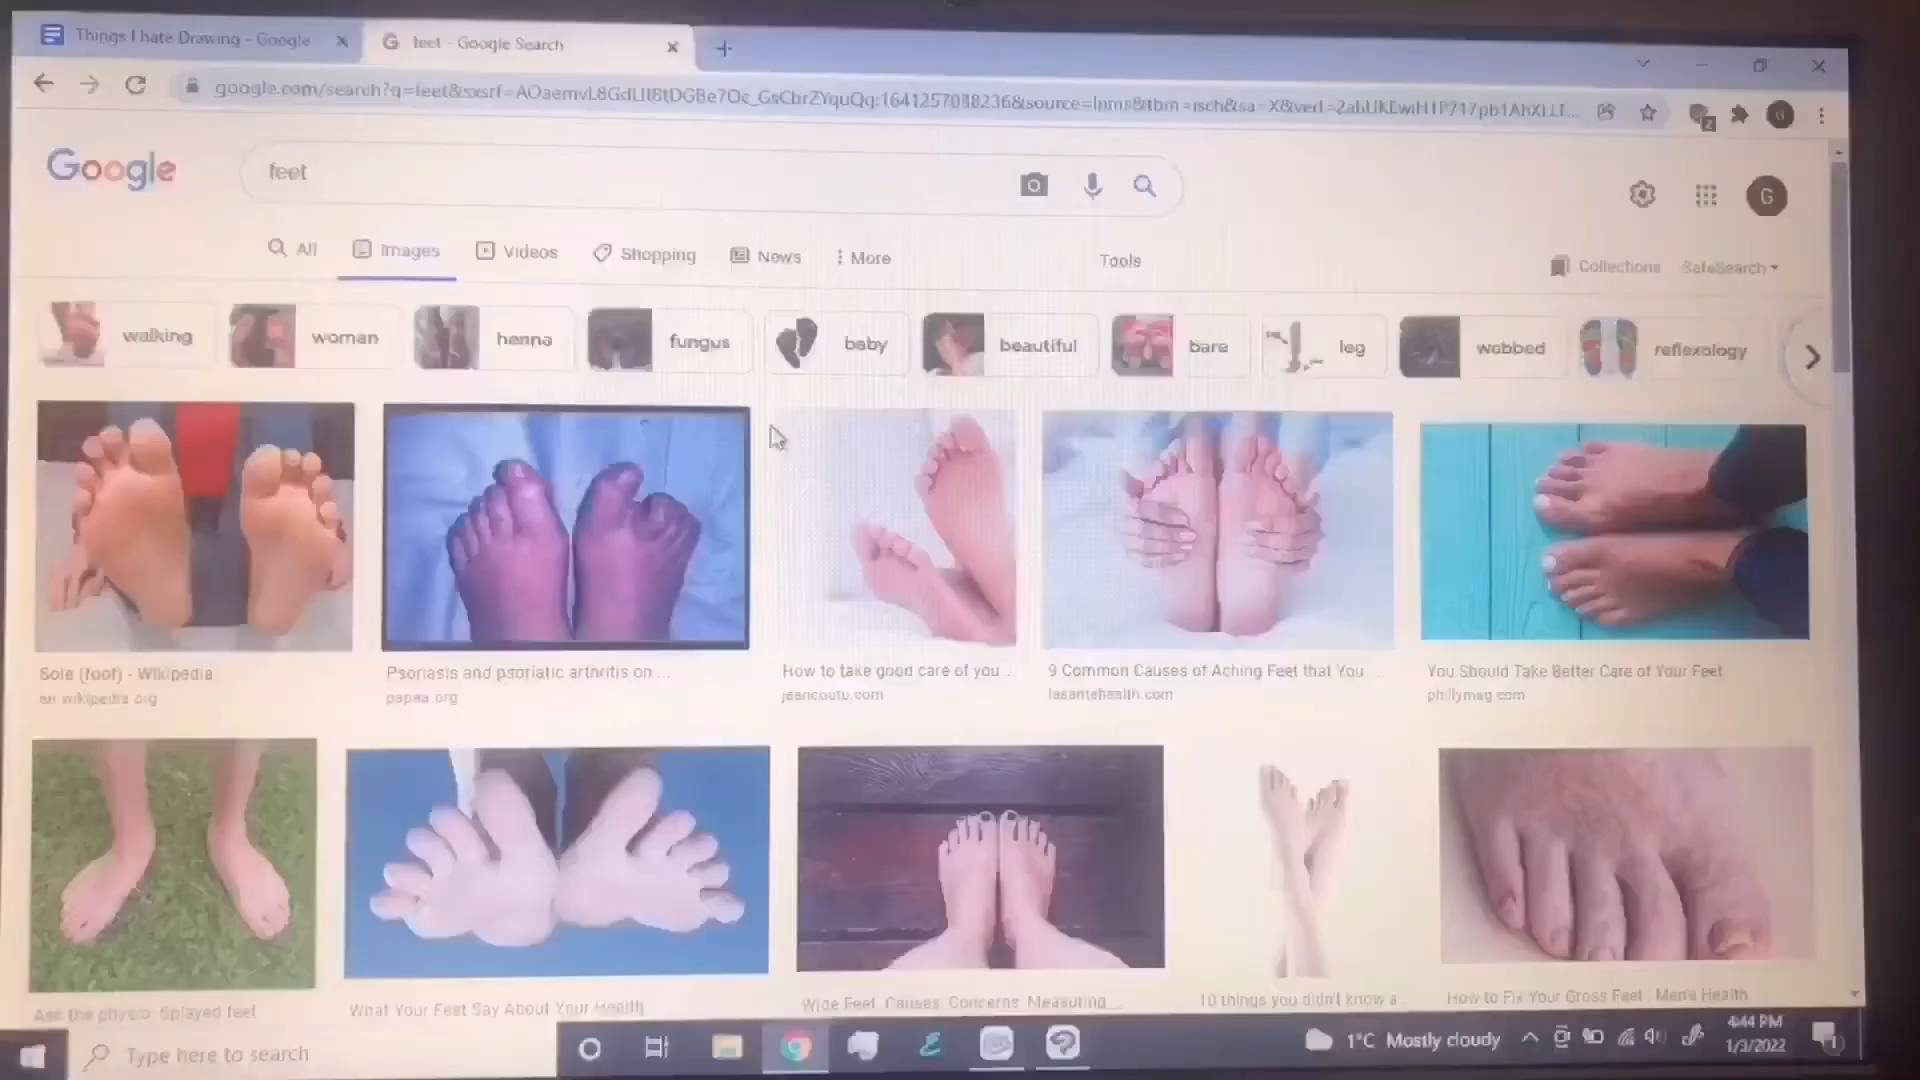 Things I hate Drawing - Google
feet - Google Search
Google
feet
All
Images
Videos
Shopping
News
More
Tools
Collections
SafeSearch
walking
woman
henna
fungus
baby
beautiful
bare
leg
webbed
reflexology
Sole (foot) - Wikipedia
en.wikipedia.org
Psoriasis and psoriatic arthritis on ...
papaa.org
How to take good care of you ...
jeancoutu.com
9 Common Causes of Aching Feet that You ...
lasantehealth.com
You Should Take Better Care of Your Feet
phillymag.com
Ask the physio: Splayed feet
What Your Feet Say About Your Health
Wide Feet: Causes, Concerns, Measuring ...
10 things you didn't know a...
How to Fix Your Gross Feet | Men's Health
Type here to search
1°C Mostly cloudy
4:44 PM
1/3/2022
G